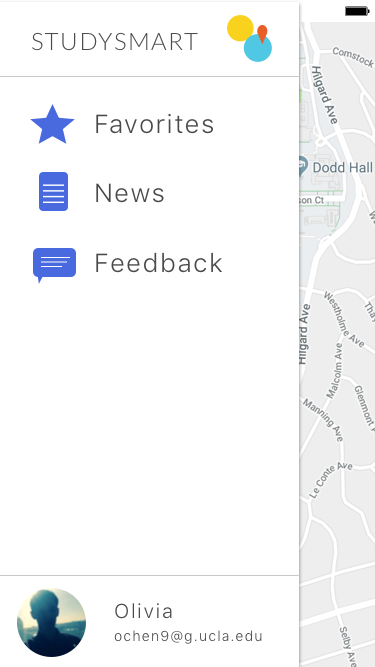 STUDYSMART
Favorites
News
Feedback
Olivia
ochen9@g.ucla.edu
Comstock
Hilgard Ave
Dodd Hall
son Ct
Westholme Ave
Hilgard Ave
Malcolm Ave
Glenmont
Manning Ave
Le Conte Ave
Selby Ave